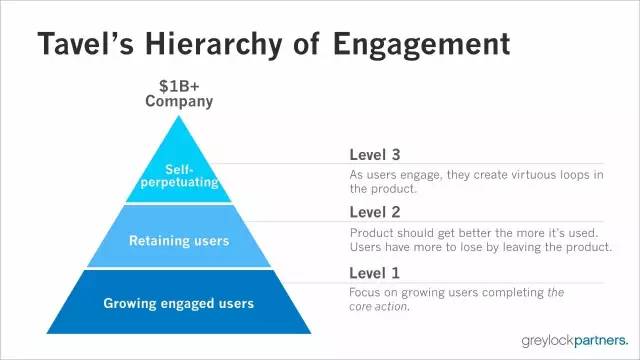 Tavel's Hierarchy of Engagement
$1B+
Company
Self-
perpetuating
Level 3
As users engage, they create virtuous loops in
the product.
Retaining users
Level 2
Product should get better the more it's used.
Users have more to lose by leaving the product.
Growing engaged users
Level 1
Focus on growing users completing the
core action.
greylockpartners.